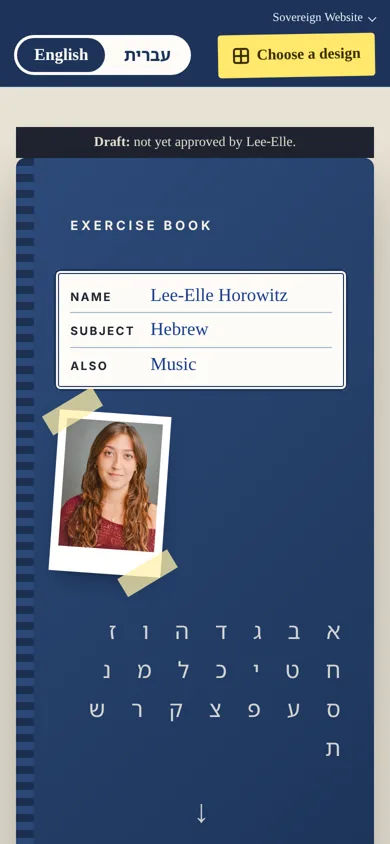 Sovereign Website
English
עברית
Choose a design
Draft: not yet approved by Lee-Elle.
EXERCISE BOOK
NAME Lee-Elle Horowitz
SUBJECT Hebrew
ALSO Music
א ב ג ד ה ו ז
ח ט י כ ל מ נ
ס ע פ צ ק ר ש
ת
↓